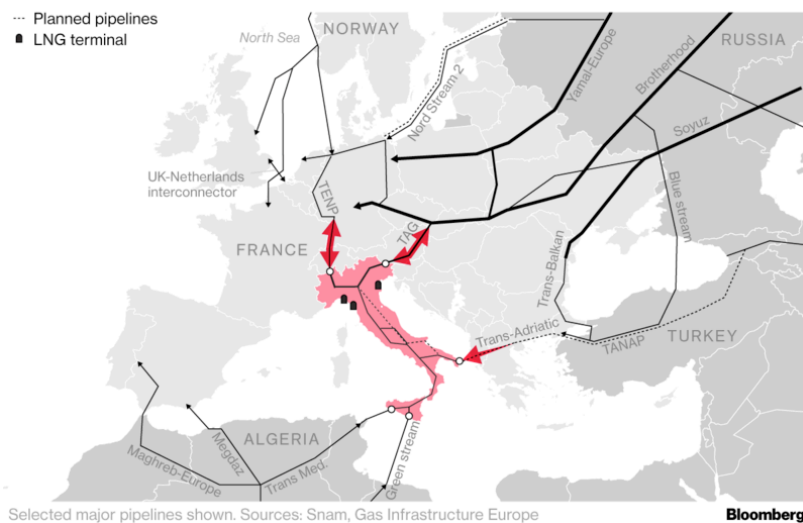 Planned pipelines
LNG terminal
North Sea
NORWAY
RUSSIA
Nord Stream 2
Yamal-Europe
Brotherhood
Soyuz
UK-Netherlands
interconnector
TENP
Blue stream
TAG
FRANCE
Trans-Balkan
Trans-Adriatic
TANAP
TURKEY
ALGERIA
Megdaz
Maghreb-Europe
Trans Med.
Green stream
Selected major pipelines shown. Sources: Snam, Gas Infrastructure Europe
Bloomberg